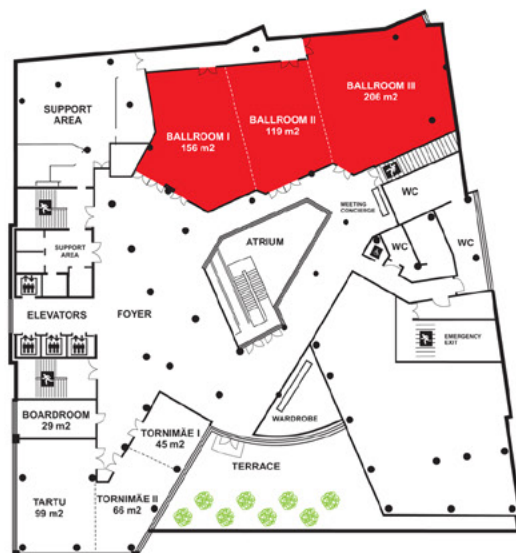 SUPPORT
AREA
BALLROOM I
156 m2
BALLROOM II
119 m2
BALLROOM III
206 m2
MEETING
CONCIERGE
WC
WC
WC
ATRIUM
SUPPORT
AREA
ELEVATORS
FOYER
EMERGENCY
EXIT
BOARDROOM
29 m2
WARDROBE
TORNIMÄE I
45 m2
TERRACE
TARTU
99 m2
TORNIMÄE II
66 m2